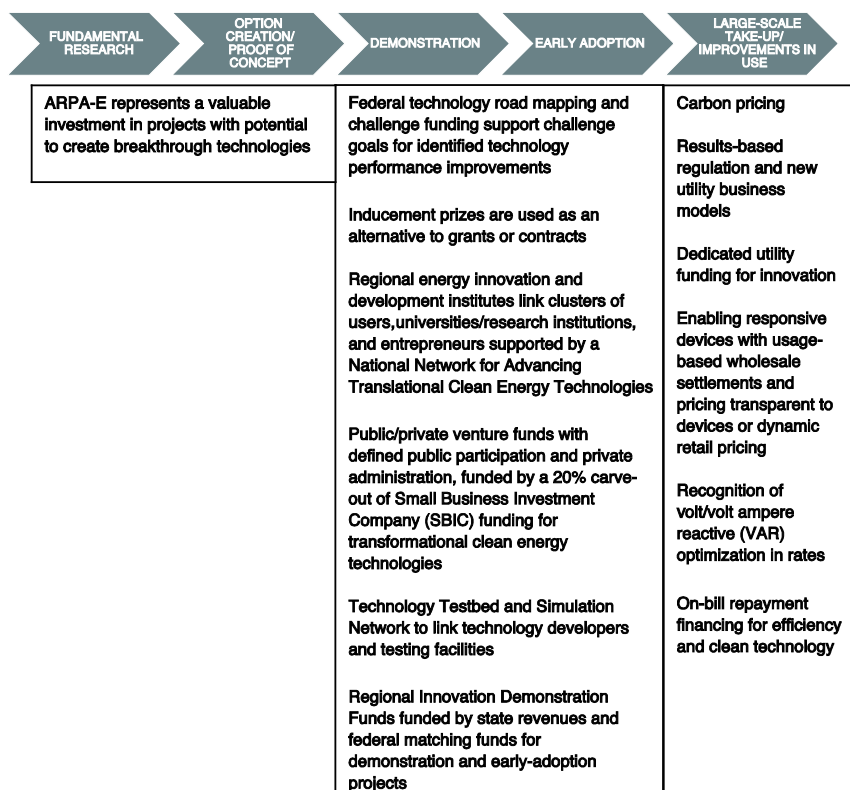 FUNDAMENTAL
RESEARCH
OPTION
CREATION/
PROOF OF
CONCEPT
DEMONSTRATION
EARLY ADOPTION
LARGE-SCALE
TAKE-UP/
IMPROVEMENTS IN
USE
ARPA-E represents a valuable
investment in projects with potential
to create breakthrough technologies
Federal technology road mapping and
challenge funding support challenge
goals for identified technology
performance improvements
Inducement prizes are used as an
alternative to grants or contracts
Regional energy innovation and
development institutes link clusters of
users,universities/research institutions,
and entrepreneurs supported by a
National Network for Advancing
Translational Clean Energy Technologies
Public/private venture funds with
defined public participation and private
administration, funded by a 20% carve-
out of Small Business Investment
Company (SBIC) funding for
transformational clean energy
technologies
Technology Testbed and Simulation
Network to link technology developers
and testing facilities
Regional Innovation Demonstration
Funds funded by state revenues and
federal matching funds for
demonstration and early-adoption
projects
Carbon pricing
Results-based
regulation and new
utility business
models
Dedicated utility
funding for innovation
Enabling responsive
devices with usage-
based wholesale
settlements and
pricing transparent to
devices or dynamic
retail pricing
Recognition of
volt/volt ampere
reactive (VAR)
optimization in rates
On-bill repayment
financing for efficiency
and clean technology